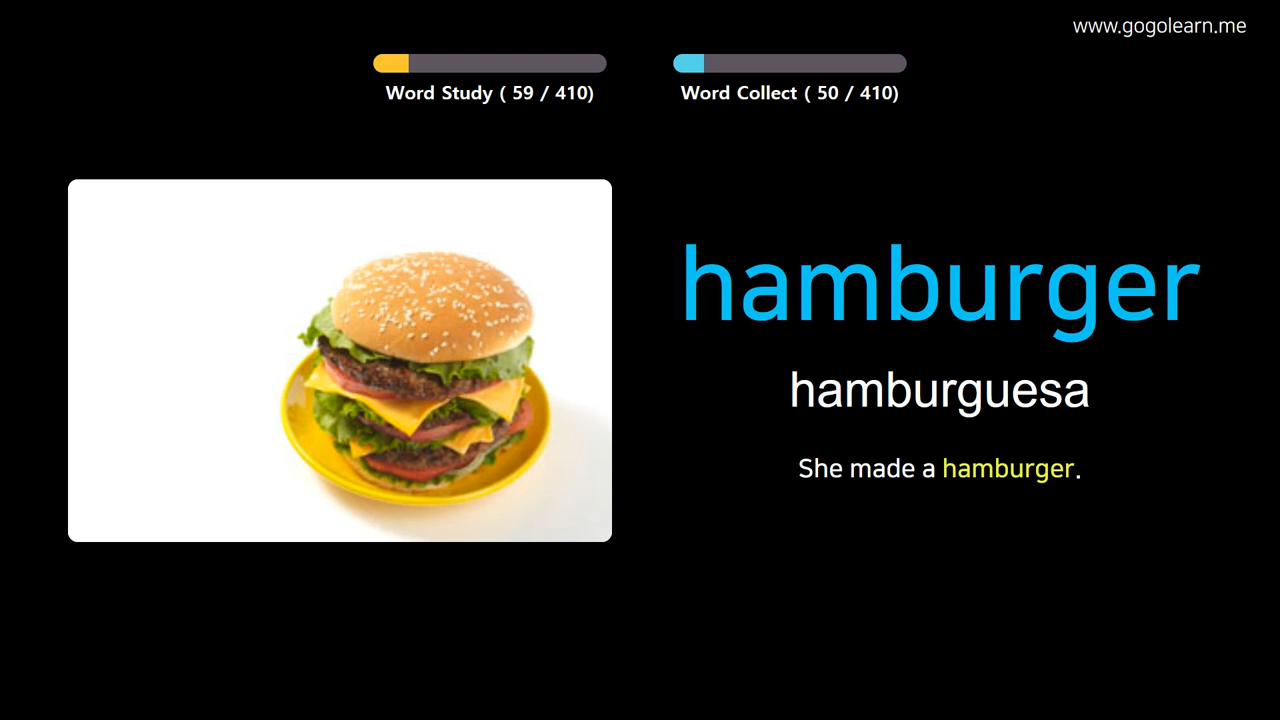 www.gogolearn.me
Word Study ( 59 / 410)
Word Collect ( 50 / 410)
hamburger
hamburguesa
She made a hamburger.